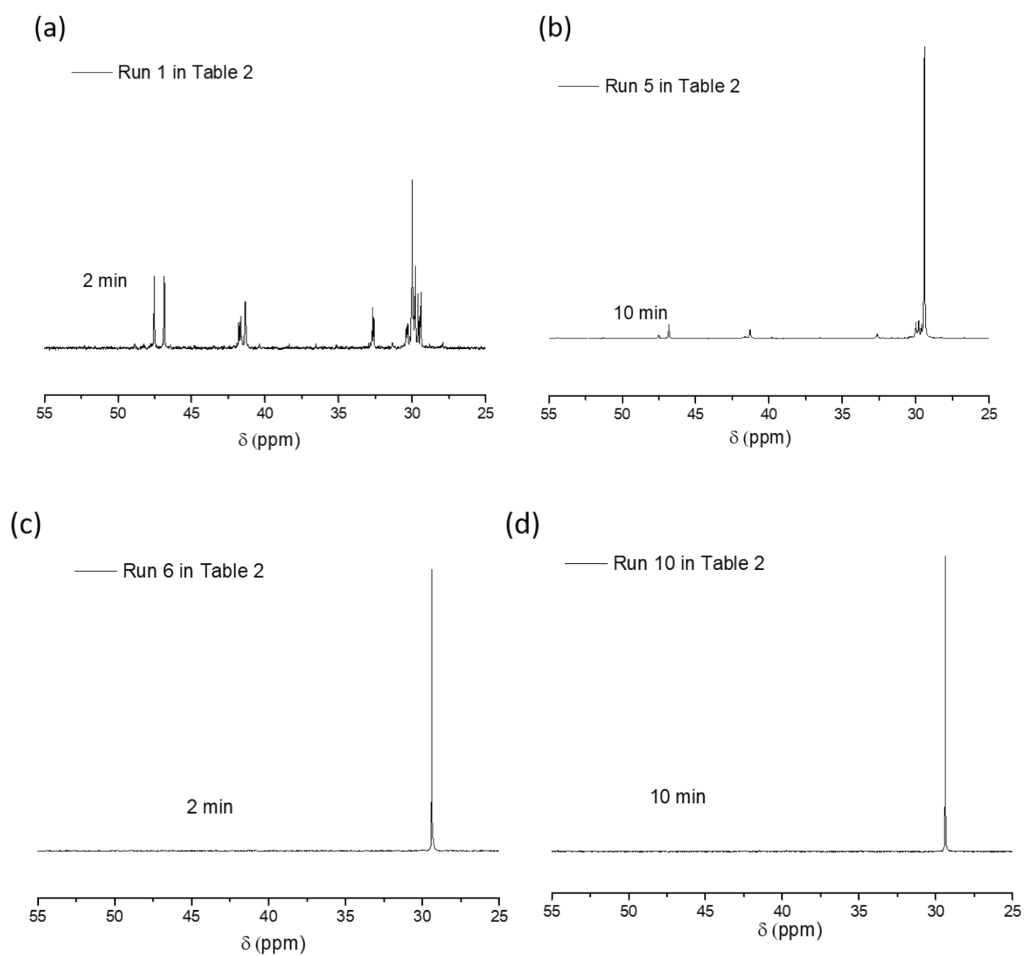 (a)
Run 1 in Table 2
2 min
55 50 45 40 35 30 25
δ (ppm)
(b)
Run 5 in Table 2
10 min
55 50 45 40 35 30 25
δ (ppm)
(c)
Run 6 in Table 2
2 min
55 50 45 40 35 30 25
δ (ppm)
(d)
Run 10 in Table 2
10 min
55 50 45 40 35 30 25
δ (ppm)